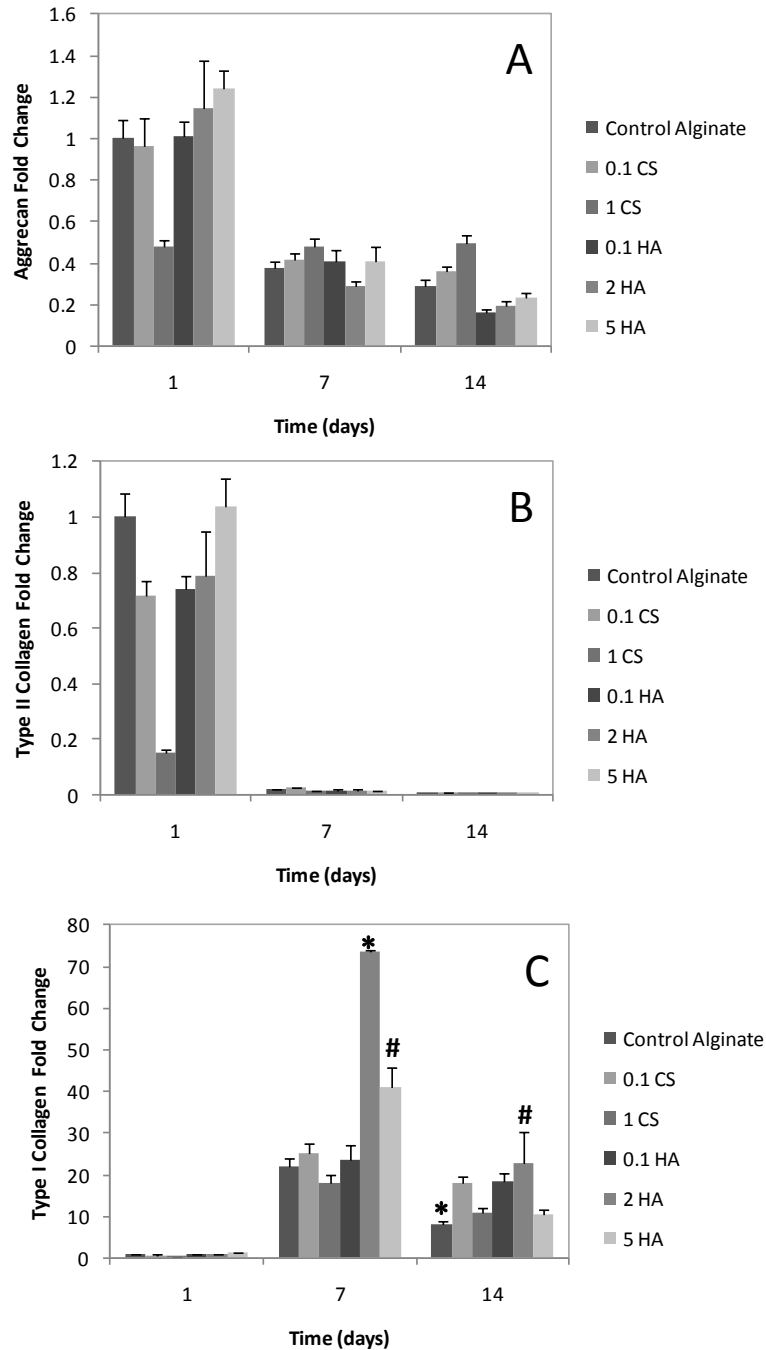 A
Aggrecan Fold Change
1.6
1.4
1.2
1
0.8
0.6
0.4
0.2
0
1
7
14
Time (days)
Control Alginate
0.1 CS
1 CS
0.1 HA
2 HA
5 HA
B
Type II Collagen Fold Change
1.2
1
0.8
0.6
0.4
0.2
0
1
7
14
Time (days)
Control Alginate
0.1 CS
1 CS
0.1 HA
2 HA
5 HA
C
Type I Collagen Fold Change
80
70
60
50
40
30
20
10
0
*
#
*
#
1
7
14
Time (days)
Control Alginate
0.1 CS
1 CS
0.1 HA
2 HA
5 HA